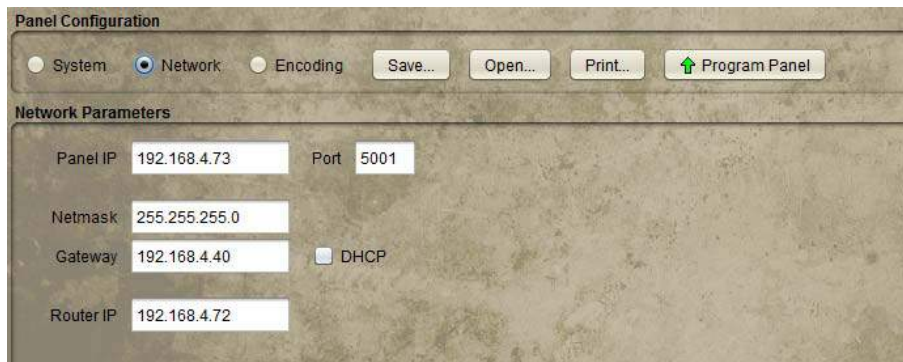 Panel Configuration
System Network Encoding Save... Open... Print... Program Panel
Network Parameters
Panel IP 192.168.4.73 Port 5001
Netmask 255.255.255.0
Gateway 192.168.4.40 DHCP
Router IP 192.168.4.72